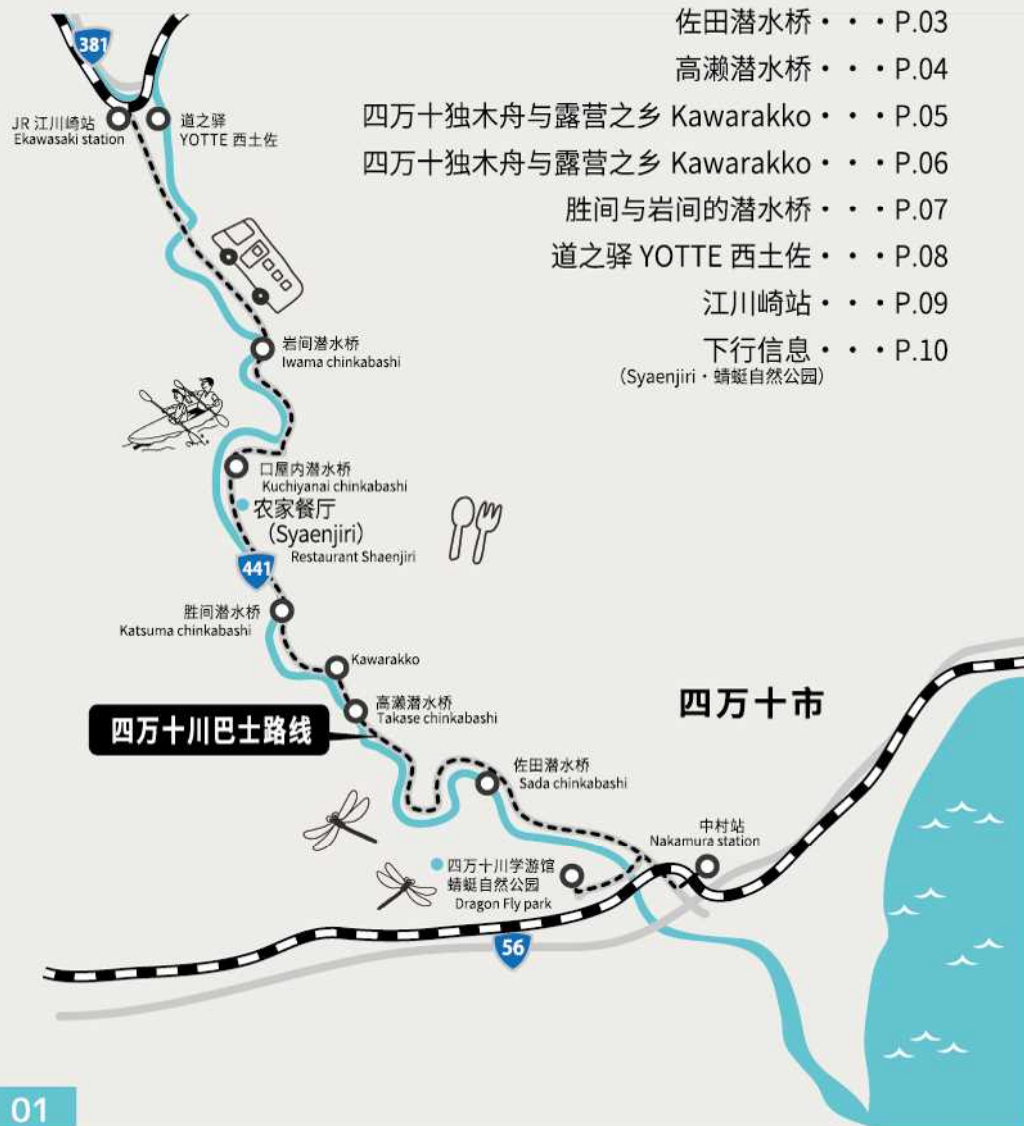 佐田潜水桥・・・P.03
高濑潜水桥・・・P.04
四万十独木舟与露营之乡 Kawarakko・・・P.05
四万十独木舟与露营之乡 Kawarakko・・・P.06
胜间与岩间的潜水桥・・・P.07
道之驿 YOTTE 西土佐・・・P.08
江川崎站・・・P.09
下行信息・・・P.10
（Syaenjiri・蜻蜓自然公园）
381
JR 江川崎站
Ekawasaki station
道之驿
YOTTE 西土佐
岩间潜水桥
Iwama chinkabashi
口屋内潜水桥
Kuchiyanai chinkabashi
农家餐厅
（Syaenjiri）
Restaurant Shaenjiri
441
胜间潜水桥
Katsuma chinkabashi
Kawarakko
高濑潜水桥
Takase chinkabashi
四万十市
四万十川巴士路线
佐田潜水桥
Sada chinkabashi
中村站
Nakamura station
四万十川学游馆
蜻蜓自然公园
Dragon Fly park
56
01